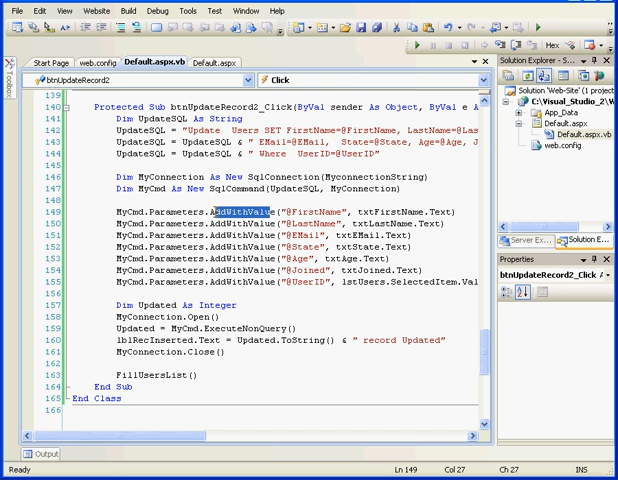 File Edit View Website Build Debug Tools Test Window Help
Hex
Start Page web.config Default.aspx.vb Default.aspx
Toolbox
btnUpdateRecord2 Click
139
140 Protected Sub btnUpdateRecord2_Click(ByVal sender As Object, ByVal e A
141 Dim UpdateSQL As String
142 UpdateSQL = "Update Users SET FirstName=@FirstName, LastName=@Las
143 UpdateSQL = UpdateSQL & " EMail=@EMail, State=@State, Age=@Age, J
144 UpdateSQL = UpdateSQL & " Where UserID=@UserID"
145
146 Dim MyConnection As New SqlConnection(MyconnectionString)
147 Dim MyCmd As New SqlCommand(UpdateSQL, MyConnection)
148
149 MyCmd.Parameters.AddWithValue("@FirstName", txtFirstName.Text)
150 MyCmd.Parameters.AddWithValue("@LastName", txtLastName.Text)
151 MyCmd.Parameters.AddWithValue("@EMail", txtEMail.Text)
152 MyCmd.Parameters.AddWithValue("@State", txtState.Text)
153 MyCmd.Parameters.AddWithValue("@Age", txtAge.Text)
154 MyCmd.Parameters.AddWithValue("@Joined", txtJoined.Text)
155 MyCmd.Parameters.AddWithValue("@UserID", lstUsers.SelectedItem.Val
156
157 Dim Updated As Integer
158 MyConnection.Open()
159 Updated = MyCmd.ExecuteNonQuery()
160 lblRecInserted.Text = Updated.ToString() & " record Updated"
161 MyConnection.Close()
162
163 FillUsersList()
164 End Sub
165 End Class
166
Solution Explorer - S
Solution 'Web-Site' (1 projec
C:\Visual_Studio_2/W
App_Data
Default.aspx
Default.aspx.vb
web.config
Server Ex... Solution E...
Properties
btnUpdateRecord2_Click A
Output
Ready Ln 149 Col 27 Ch 27 INS